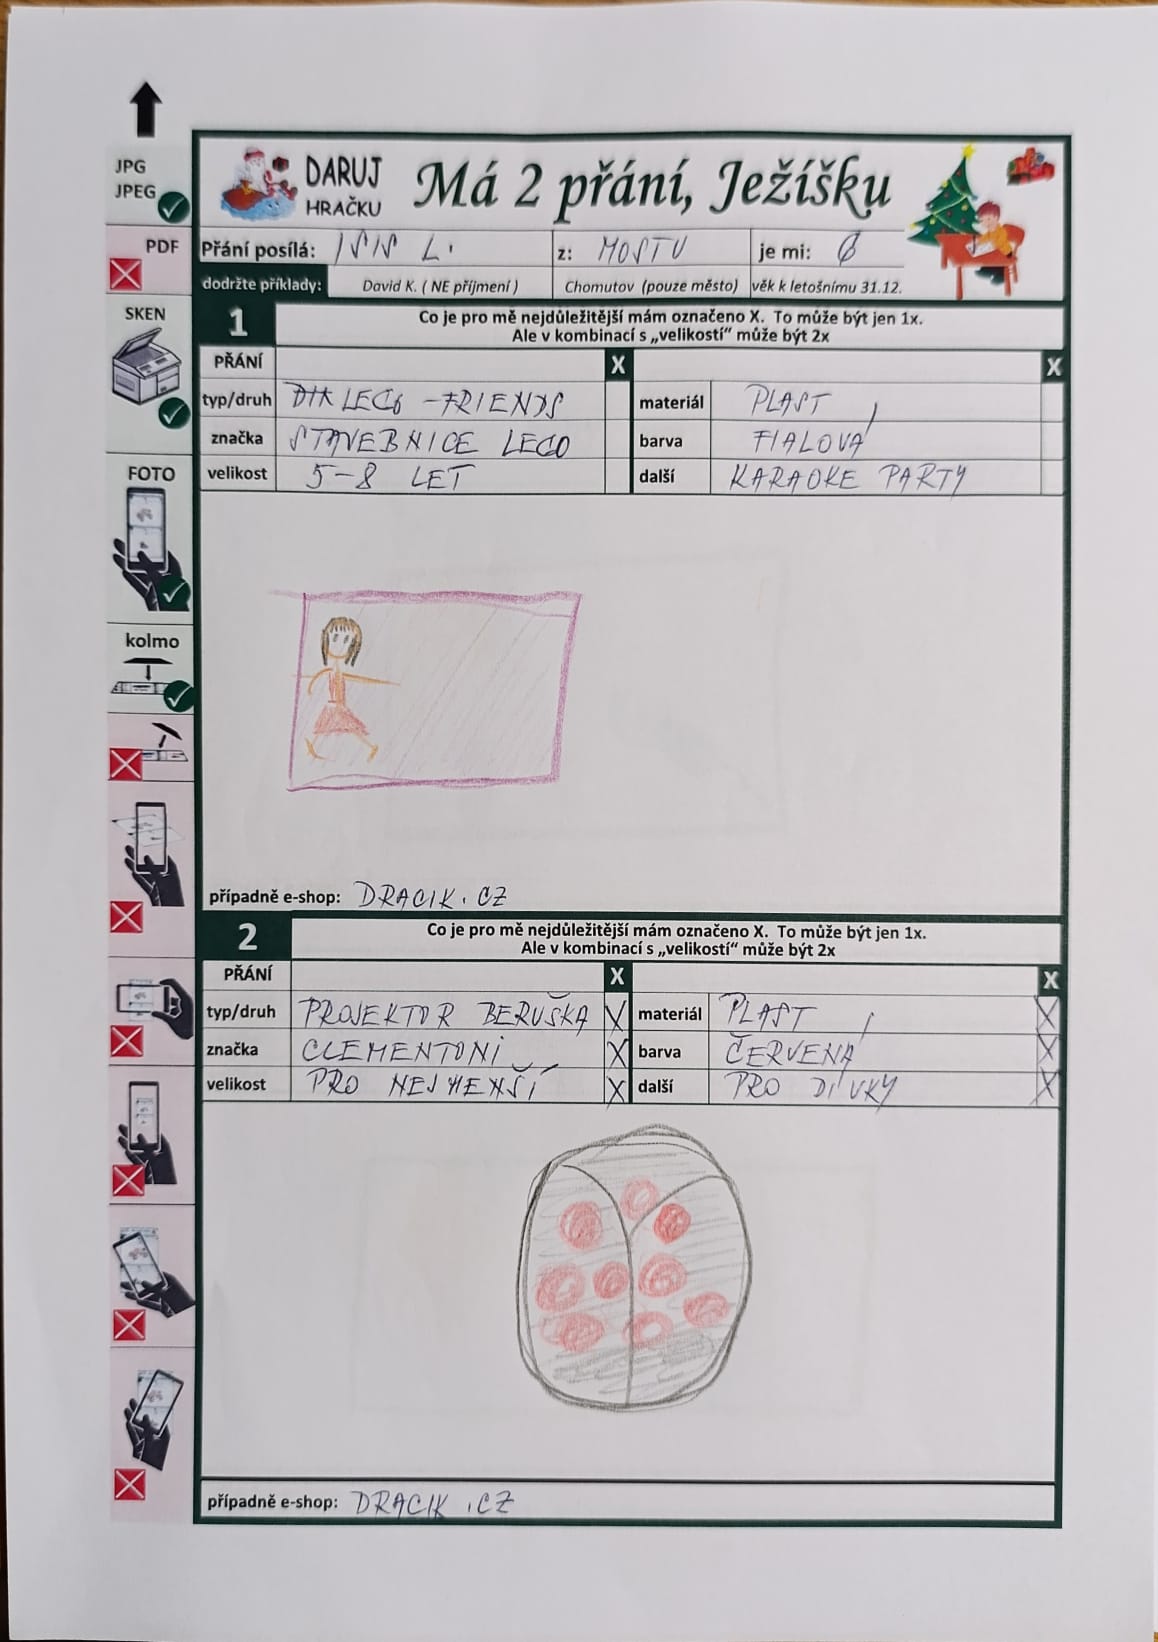 JPG
JPEG
PDF
SKEN
FOTO
kolmo
DARUJ
HRAČKU
Má 2 přání, Ježíšku
Přání posílá: ISIS L. z: MOSTU je mi:
dodržte příklady: David K. ( NE příjmení ) Chomutov (pouze město) věk k letošnímu 31.12.
1 Co je pro mě nejdůležitější mám označeno X. To může být jen 1x.
Ale v kombinací s „velikostí“ může být 2x
PŘÁNÍ X X
typ/druh LEGO - FRIENDS materiál PLAST
značka STAVEBNICE LEGO barva FIALOVÁ
velikost 5-8 LET další KARAOKE PARTY
případně e-shop: DRACIK.CZ
2 Co je pro mě nejdůležitější mám označeno X. To může být jen 1x.
Ale v kombinací s „velikostí“ může být 2x
PŘÁNÍ X X
typ/druh PROJEKTOR BERUŠKA X materiál PLAST X
značka CLEMENTONI X barva ČERVENÁ X
velikost PRO NEJMENŠÍ X další PRO DÍVKY X
případně e-shop: DRACIK.CZ